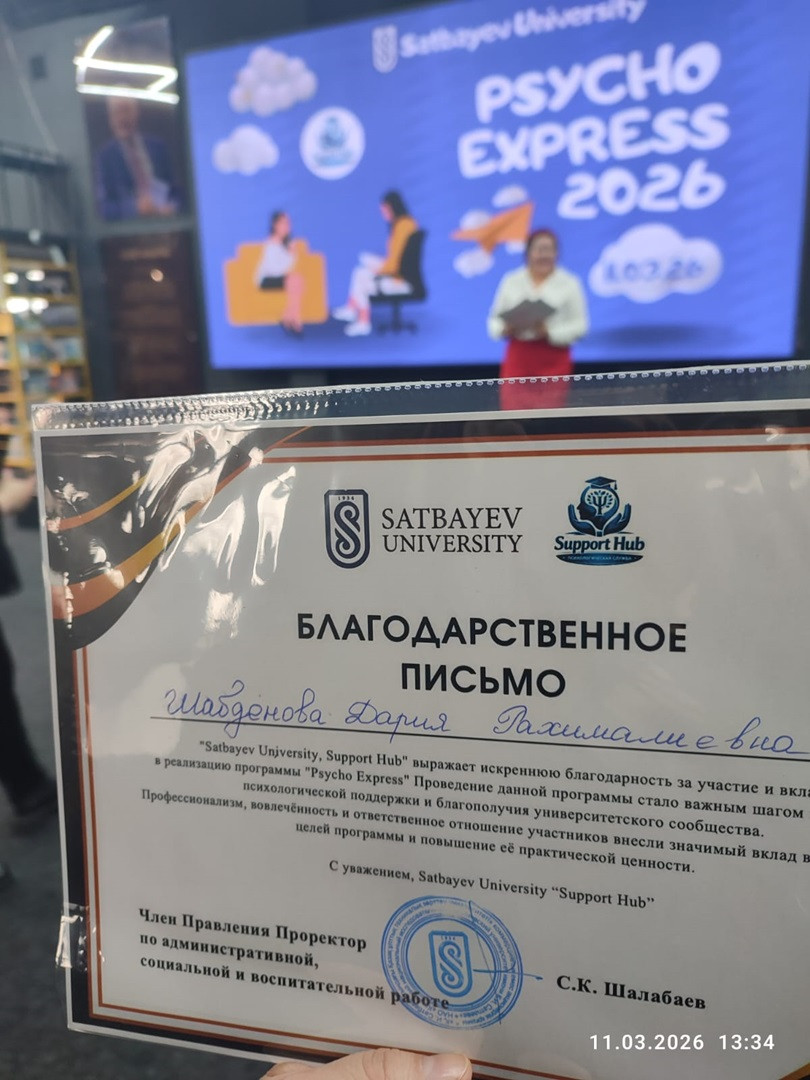 Satbayev University
PSYCHO
EXPRESS
2026
SATBAYEV
UNIVERSITY
Support Hub
БЛАГОДАРСТВЕННОЕ
ПИСЬМО
Шабденова Дария Рахималиевна
"Satbayev University, Support Hub" выражает искреннюю благодарность за участие и
в реализацию программы "Psycho Express" Проведение данной программы стало важным шагом
психологической поддержки и благополучия университетского сообщества.
Профессионализм, вовлечённость и ответственное отношение участников внесли значимый вклад в
целей программы и повышение её практической ценности.
С уважением, Satbayev University “Support Hub”
Член Правления Проректор
по административной,
социальной и воспитательной работе
С.К. Шалабаев
11.03.2026 13:34